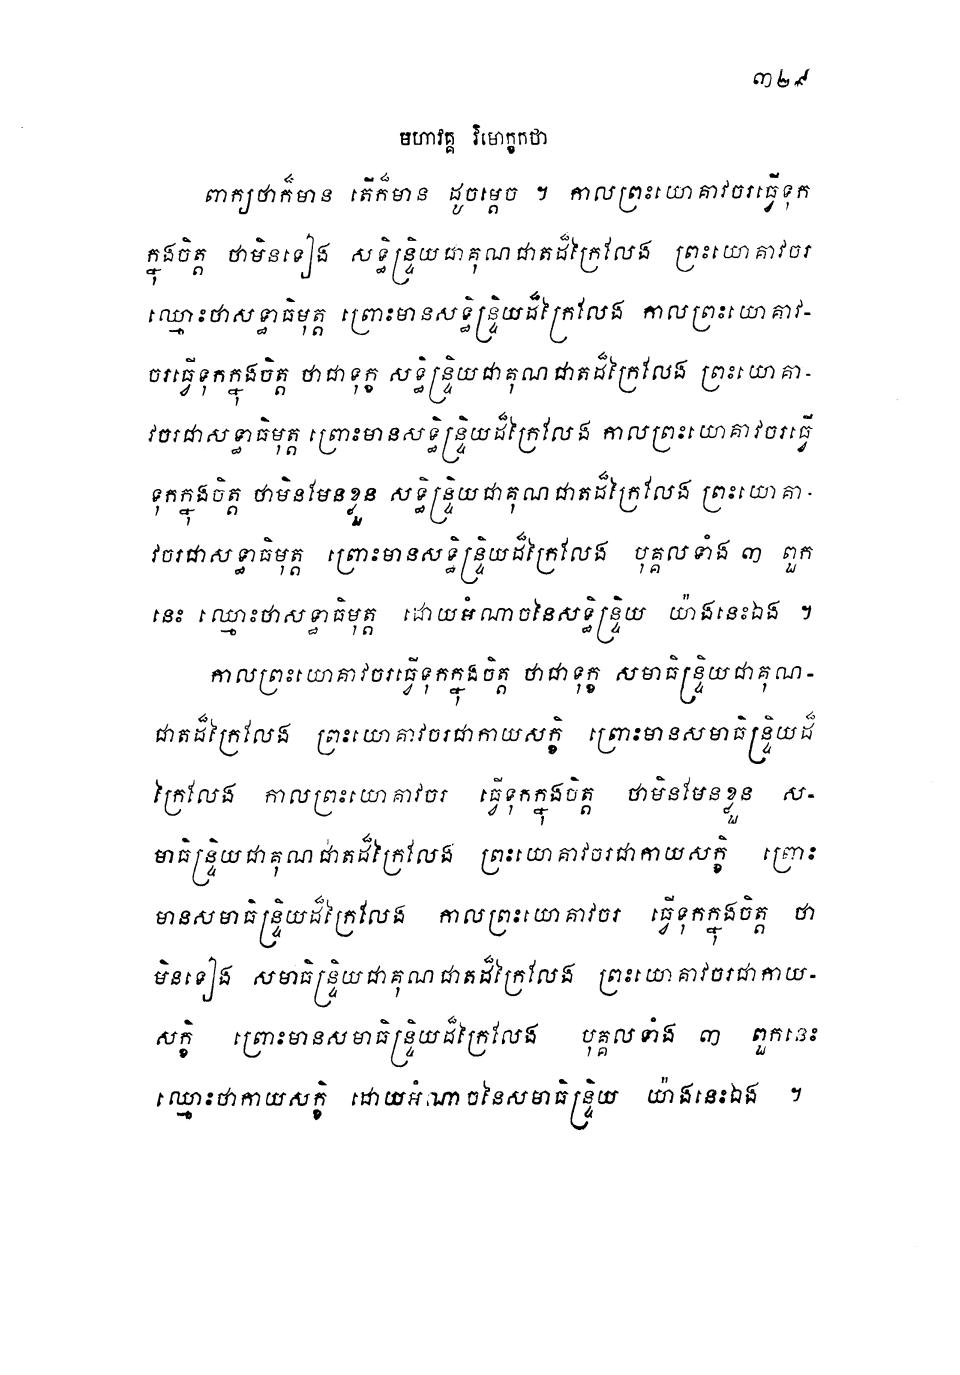 ៣២៩
មហាវគ្គ វិមោក្ខកថា
ពាក្យថាក៏មាន តើក៏មាន ដូចម្ដេច ។ កាលព្រះយោគាវចរធ្វើទុក
ក្នុងចិត្ត ថាមិនទៀង សទ្ធិន្ទ្រិយជាគុណជាតដ៏ក្រៃលែង ព្រះយោគាវចរ
ឈ្មោះថាសទ្ធាធិមុត្ត ព្រោះមានសទ្ធិន្ទ្រិយដ៏ក្រៃលែង កាលព្រះយោគាវ-
ចរធ្វើទុកក្នុងចិត្ត ថាជាទុក្ខ សទ្ធិន្ទ្រិយជាគុណជាតដ៏ក្រៃលែង ព្រះយោគា-
វចរជាសទ្ធាធិមុត្ត ព្រោះមានសទ្ធិន្ទ្រិយដ៏ក្រៃលែង កាលព្រះយោគាវចរធ្វើ
ទុកក្នុងចិត្ត ថាមិនមែនខ្លួន សទ្ធិន្ទ្រិយជាគុណជាតដ៏ក្រៃលែង ព្រះយោគា-
វចរជាសទ្ធាធិមុត្ត ព្រោះមានសទ្ធិន្ទ្រិយដ៏ក្រៃលែង បុគ្គលទាំង ៣ ពួក
នេះ ឈ្មោះថាសទ្ធាធិមុត្ត ដោយអំណាចនៃសទ្ធិន្ទ្រិយ យ៉ាងនេះឯង ។
កាលព្រះយោគាវចរធ្វើទុកក្នុងចិត្ត ថាជាទុក្ខ សមាធិន្ទ្រិយជាគុណ-
ជាតដ៏ក្រៃលែង ព្រះយោគាវចរជាកាយសក្ខិ ព្រោះមានសមាធិន្ទ្រិយដ៏
ក្រៃលែង កាលព្រះយោគាវចរ ធ្វើទុកក្នុងចិត្ត ថាមិនមែនខ្លួន ស-
មាធិន្ទ្រិយជាគុណជាតដ៏ក្រៃលែង ព្រះយោគាវចរជាកាយសក្ខិ ព្រោះ
មានសមាធិន្ទ្រិយដ៏ក្រៃលែង កាលព្រះយោគាវចរ ធ្វើទុកក្នុងចិត្ត ថា
មិនទៀង សមាធិន្ទ្រិយជាគុណជាតដ៏ក្រៃលែង ព្រះយោគាវចរជាកាយ-
សក្ខិ ព្រោះមានសមាធិន្ទ្រិយដ៏ក្រៃលែង បុគ្គលទាំង ៣ ពួកនេះ
ឈ្មោះថាកាយសក្ខិ ដោយអំណាចនៃសមាធិន្ទ្រិយ យ៉ាងនេះឯង ។